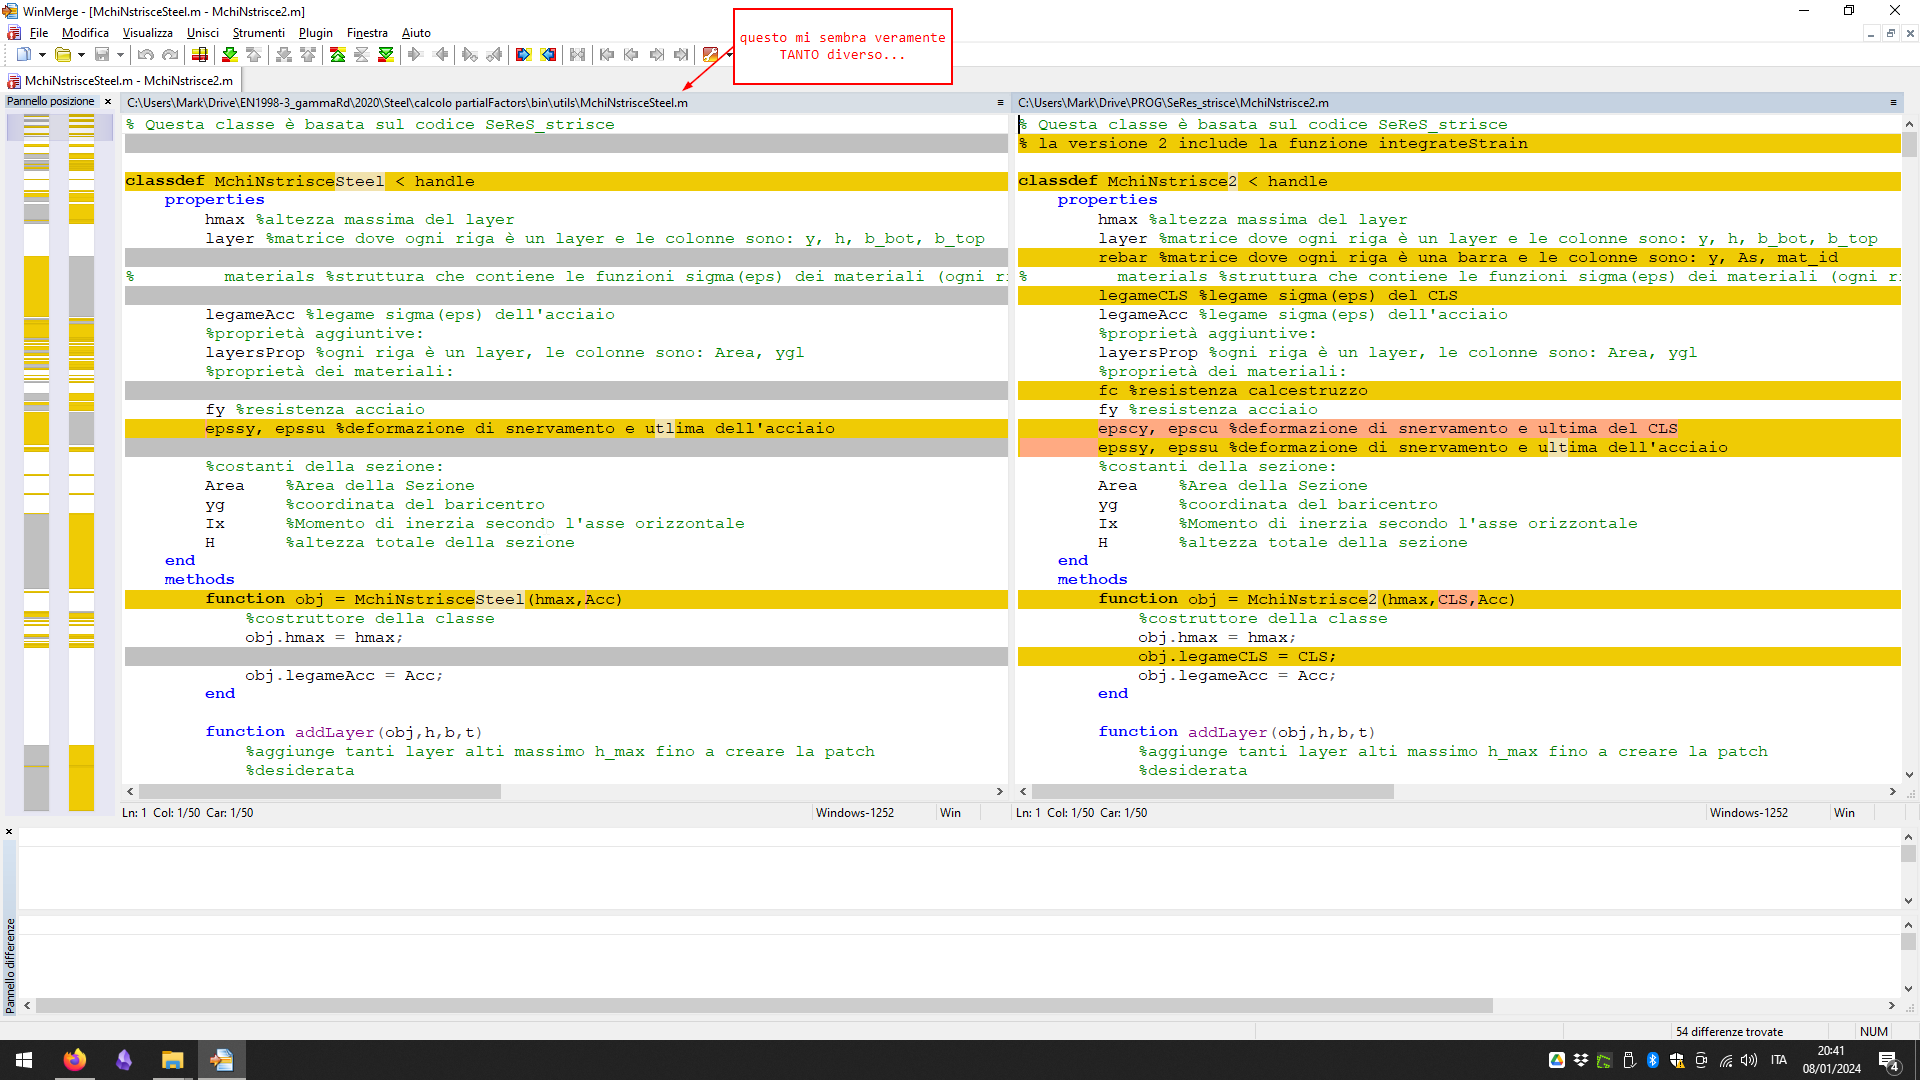 WinMerge - [MchiNstrisceSteel.m - MchiNstrisce2.m]
File Modifica Visualizza Unisci Strumenti Plugin Finestra Aiuto
questo mi sembra veramente
TANTO diverso...
MchiNstrisceSteel.m - MchiNstrisce2.m
Pannello posizione
C:\Users\Mark\Drive\EN1998-3_gammaRd\2020\Steel\calcolo partialFactors\bin\utils\MchiNstrisceSteel.m
% Questa classe è basata sul codice SeReS_strisce
classdef MchiNstrisceSteel < handle
properties
hmax %altezza massima del layer
layer %matrice dove ogni riga è un layer e le colonne sono: y, h, b_bot, b_top
% materials %struttura che contiene le funzioni sigma(eps) dei materiali (ogni ri
legameAcc %legame sigma(eps) dell'acciaio
%proprietà aggiuntive:
layersProp %ogni riga è un layer, le colonne sono: Area, ygl
%proprietà dei materiali:
fy %resistenza acciaio
epssy, epssu %deformazione di snervamento e utlima dell'acciaio
%costanti della sezione:
Area %Area della Sezione
yg %coordinata del baricentro
Ix %Momento di inerzia secondo l'asse orizzontale
H %altezza totale della sezione
end
methods
function obj = MchiNstrisceSteel(hmax,Acc)
%costruttore della classe
obj.hmax = hmax;
obj.legameAcc = Acc;
end
function addLayer(obj,h,b,t)
%aggiunge tanti layer alti massimo h_max fino a creare la patch
%desiderata
Ln: 1 Col: 1/50 Car: 1/50 Windows-1252 Win
C:\Users\Mark\Drive\PROG\SeRes_strisce\MchiNstrisce2.m
% Questa classe è basata sul codice SeReS_strisce
% la versione 2 include la funzione integrateStrain
classdef MchiNstrisce2 < handle
properties
hmax %altezza massima del layer
layer %matrice dove ogni riga è un layer e le colonne sono: y, h, b_bot, b_top
rebar %matrice dove ogni riga è una barra e le colonne sono: y, As, mat_id
% materials %struttura che contiene le funzioni sigma(eps) dei materiali (ogni ri
legameCLS %legame sigma(eps) del CLS
legameAcc %legame sigma(eps) dell'acciaio
%proprietà aggiuntive:
layersProp %ogni riga è un layer, le colonne sono: Area, ygl
%proprietà dei materiali:
fc %resistenza calcestruzzo
fy %resistenza acciaio
epscy, epscu %deformazione di snervamento e ultima del CLS
epssy, epssu %deformazione di snervamento e ultima dell'acciaio
%costanti della sezione:
Area %Area della Sezione
yg %coordinata del baricentro
Ix %Momento di inerzia secondo l'asse orizzontale
H %altezza totale della sezione
end
methods
function obj = MchiNstrisce2(hmax,CLS,Acc)
%costruttore della classe
obj.hmax = hmax;
obj.legameCLS = CLS;
obj.legameAcc = Acc;
end
function addLayer(obj,h,b,t)
%aggiunge tanti layer alti massimo h_max fino a creare la patch
%desiderata
Ln: 1 Col: 1/50 Car: 1/50 Windows-1252 Win
Pannello differenze
54 differenze trovate NUM
ITA
20:41
08/01/2024
4